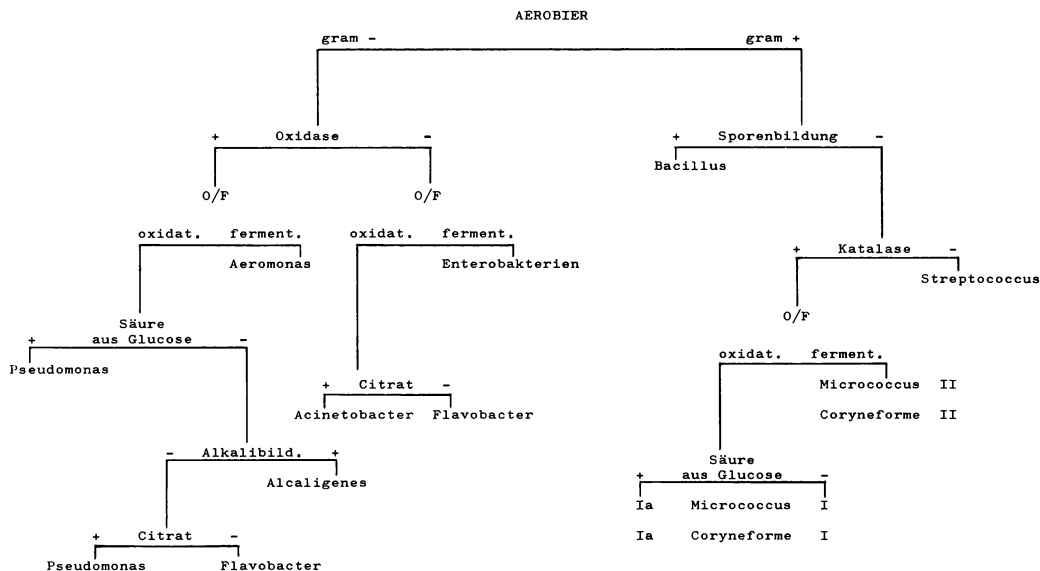 AEROBIER
gram - gram +
+ Oxidase - + Sporenbildung -
Bacillus
O/F O/F
oxidat. ferment. oxidat. ferment.
+ Katalase -
Aeromonas Enterobakterien
Streptococcus
O/F
Säure
+ aus Glucose -
oxidat. ferment.
Pseudomonas
+ Citrat - Micrococcus II
Acinetobacter Flavobacter Coryneforme II
- Alkalibild. +
Säure
+ aus Glucose -
Alcaligenes
Ia Micrococcus I
+ Citrat - Ia Coryneforme I
Pseudomonas Flavobacter